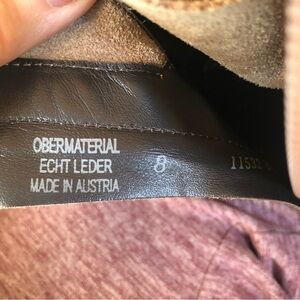 OBERMATERIAL
ECHT LEDER
MADE IN AUSTRIA
8